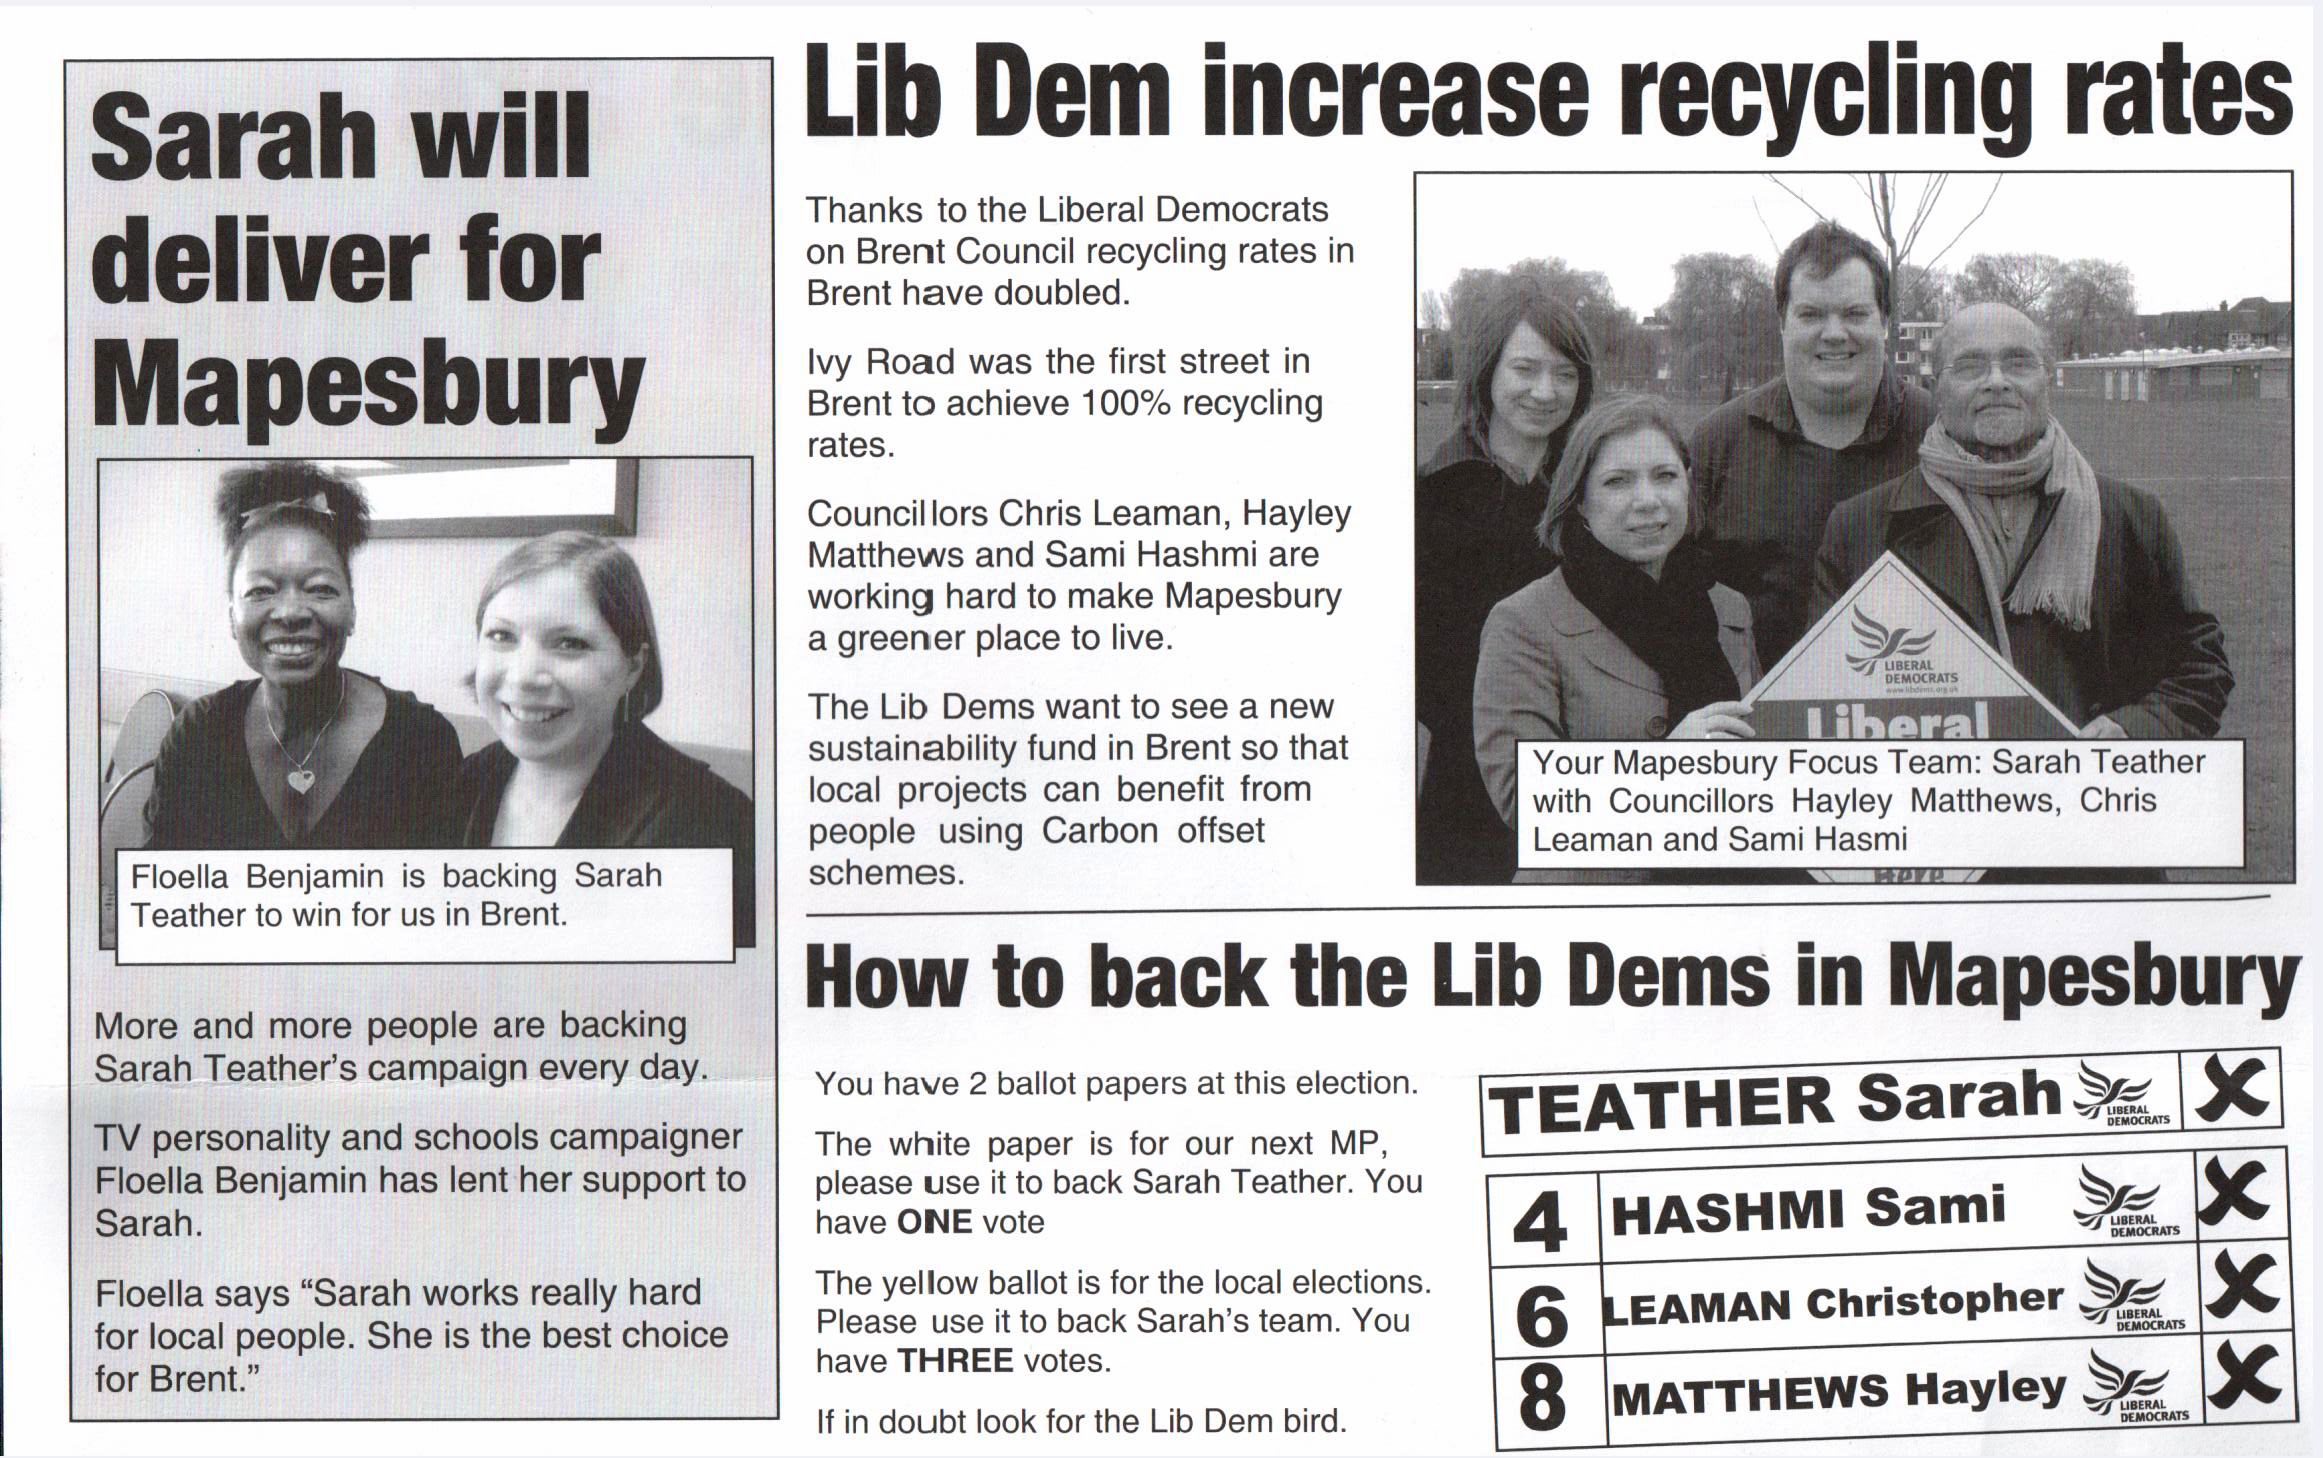 Sarah will
deliver for
Mapesbury
Floella Benjamin is backing Sarah
Teather to win for us in Brent.
More and more people are backing
Sarah Teather's campaign every day.
TV personality and schools campaigner
Floella Benjamin has lent her support to
Sarah.
Floella says “Sarah works really hard
for local people. She is the best choice
for Brent.”
Lib Dem increase recycling rates
Thanks to the Liberal Democrats
on Brent Council recycling rates in
Brent have doubled.
Ivy Road was the first street in
Brent to achieve 100% recycling
rates.
Councillors Chris Leaman, Hayley
Matthews and Sami Hashmi are
working hard to make Mapesbury
a greener place to live.
The Lib Dems want to see a new
sustainability fund in Brent so that
local projects can benefit from
people using Carbon offset
schemes.
LIBERAL
DEMOCRATS
www.libdems.org.uk
Liberal
Your Mapesbury Focus Team: Sarah Teather
with Councillors Hayley Matthews, Chris
Leaman and Sami Hasmi
Here
How to back the Lib Dems in Mapesbury
You have 2 ballot papers at this election.
The white paper is for our next MP,
please use it to back Sarah Teather. You
have ONE vote
The yellow ballot is for the local elections.
Please use it to back Sarah's team. You
have THREE votes.
If in doubt look for the Lib Dem bird.
TEATHER Sarah LIBERAL DEMOCRATS X
4 HASHMI Sami LIBERAL DEMOCRATS X
6 LEAMAN Christopher LIBERAL DEMOCRATS X
8 MATTHEWS Hayley LIBERAL DEMOCRATS X